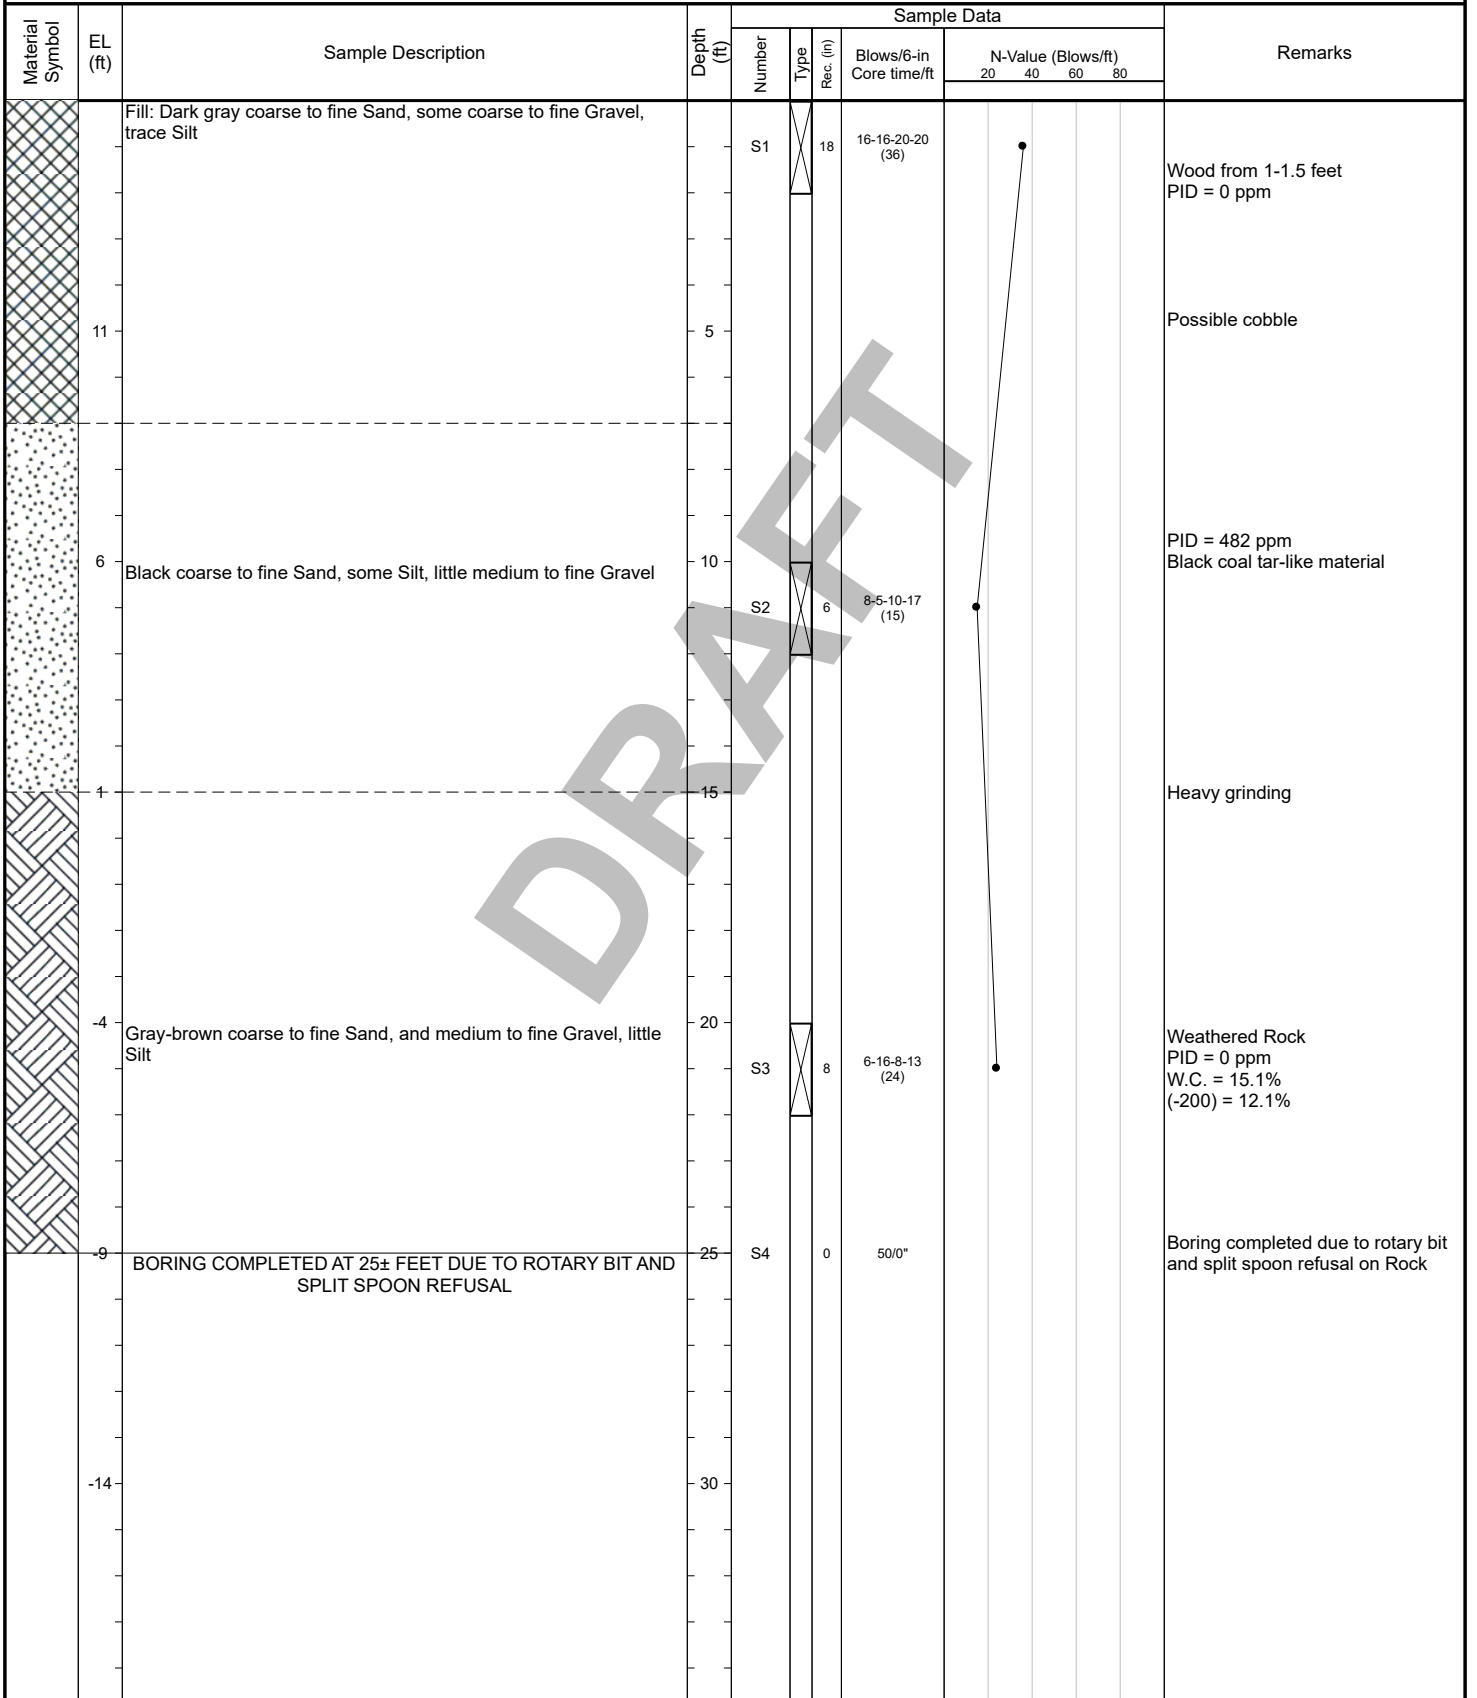 Material
Symbol
EL
(ft)
Sample Description
Depth
(ft)
Sample Data
Number
Type
Rec. (in)
Blows/6-in
Core time/ft
N-Value (Blows/ft)
20 40 60 80
Remarks
Fill: Dark gray coarse to fine Sand, some coarse to fine Gravel,
trace Silt
S1
18
16-16-20-20
(36)
Wood from 1-1.5 feet
PID = 0 ppm
11
5
Possible cobble
PID = 482 ppm
Black coal tar-like material
6
10
Black coarse to fine Sand, some Silt, little medium to fine Gravel
S2
6
8-5-10-17
(15)
DRAFT
1
15
Heavy grinding
-4
20
Gray-brown coarse to fine Sand, and medium to fine Gravel, little
Silt
S3
8
6-16-8-13
(24)
Weathered Rock
PID = 0 ppm
W.C. = 15.1%
(-200) = 12.1%
-9
25
S4
0
50/0"
Boring completed due to rotary bit
and split spoon refusal on Rock
BORING COMPLETED AT 25± FEET DUE TO ROTARY BIT AND
SPLIT SPOON REFUSAL
-14
30